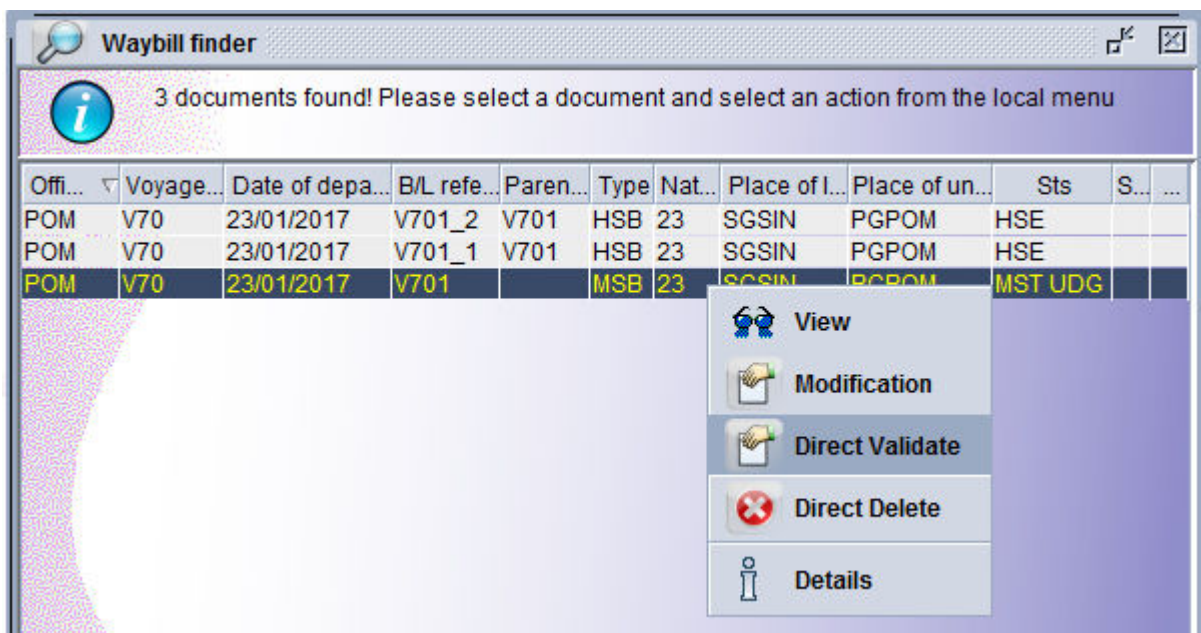 Waybill finder
3 documents found! Please select a document and select an action from the local menu
Offi... Voyage... Date of depa... B/L refe... Paren... Type Nat... Place of l... Place of un... Sts S... ...
POM V70 23/01/2017 V701_2 V701 HSB 23 SGSIN PGPOM HSE
POM V70 23/01/2017 V701_1 V701 HSB 23 SGSIN PGPOM HSE
POM V70 23/01/2017 V701 MSB 23 SGSIN PGPOM MST UDG
View
Modification
Direct Validate
Direct Delete
Details